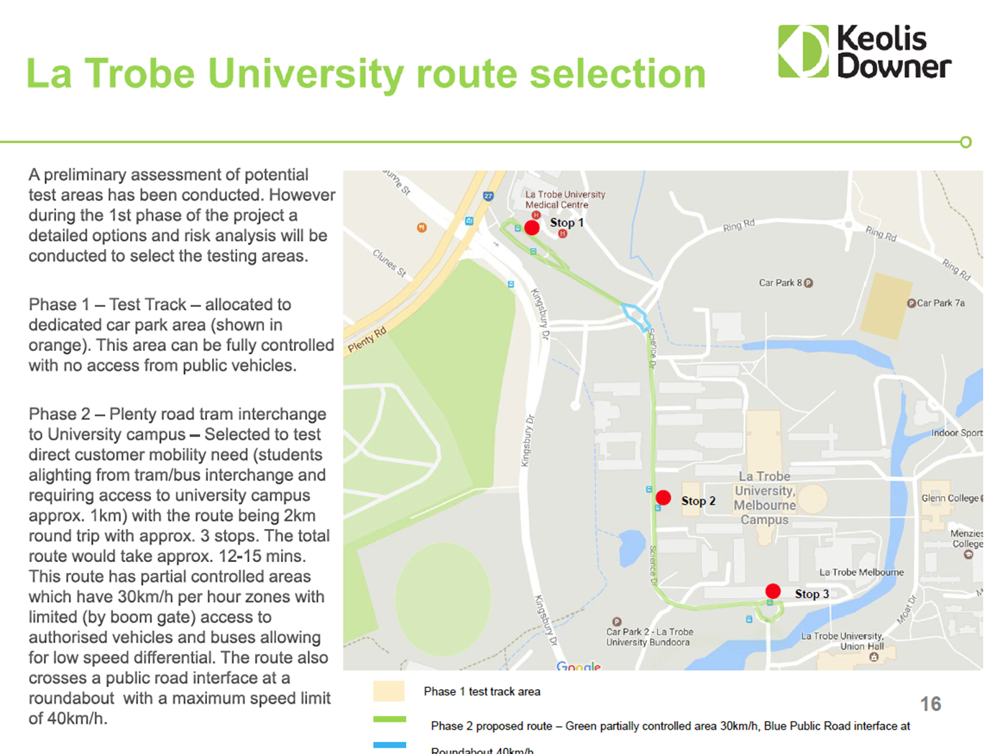 La Trobe University route selection
Keolis
Downer
A preliminary assessment of potential
test areas has been conducted. However
during the 1st phase of the project a
detailed options and risk analysis will be
conducted to select the testing areas.
Phase 1 – Test Track – allocated to
dedicated car park area (shown in
orange). This area can be fully controlled
with no access from public vehicles.
Phase 2 – Plenty road tram interchange
to University campus – Selected to test
direct customer mobility need (students
alighting from tram/bus interchange and
requiring access to university campus
approx. 1km) with the route being 2km
round trip with approx. 3 stops. The total
route would take approx. 12-15 mins.
This route has partial controlled areas
which have 30km/h per hour zones with
limited (by boom gate) access to
authorised vehicles and buses allowing
for low speed differential. The route also
crosses a public road interface at a
roundabout  with a maximum speed limit
of 40km/h.
27
La Trobe University
Medical Centre
H
Stop 1
H
Clunes St
Plenty Rd
Kingsbury Dr
Ring Rd
Ring Rd
Ring Rd
Car Park 8 P
P Car Park 7a
Science Dr
Kingsbury Dr
Indoor Sport
La Trobe
University,
Melbourne
Campus
Stop 2
Glenn College
Menzies
College
Science Dr
La Trobe Melbourne
Stop 3
Moat Dr
Kingsbury Dr
P
Car Park 2 - La Trobe
University Bundoora
La Trobe University,
Union Hall
Google
Phase 1 test track area
16
Phase 2 proposed route – Green partially controlled area 30km/h, Blue Public Road interface at
Roundabout 40km/h